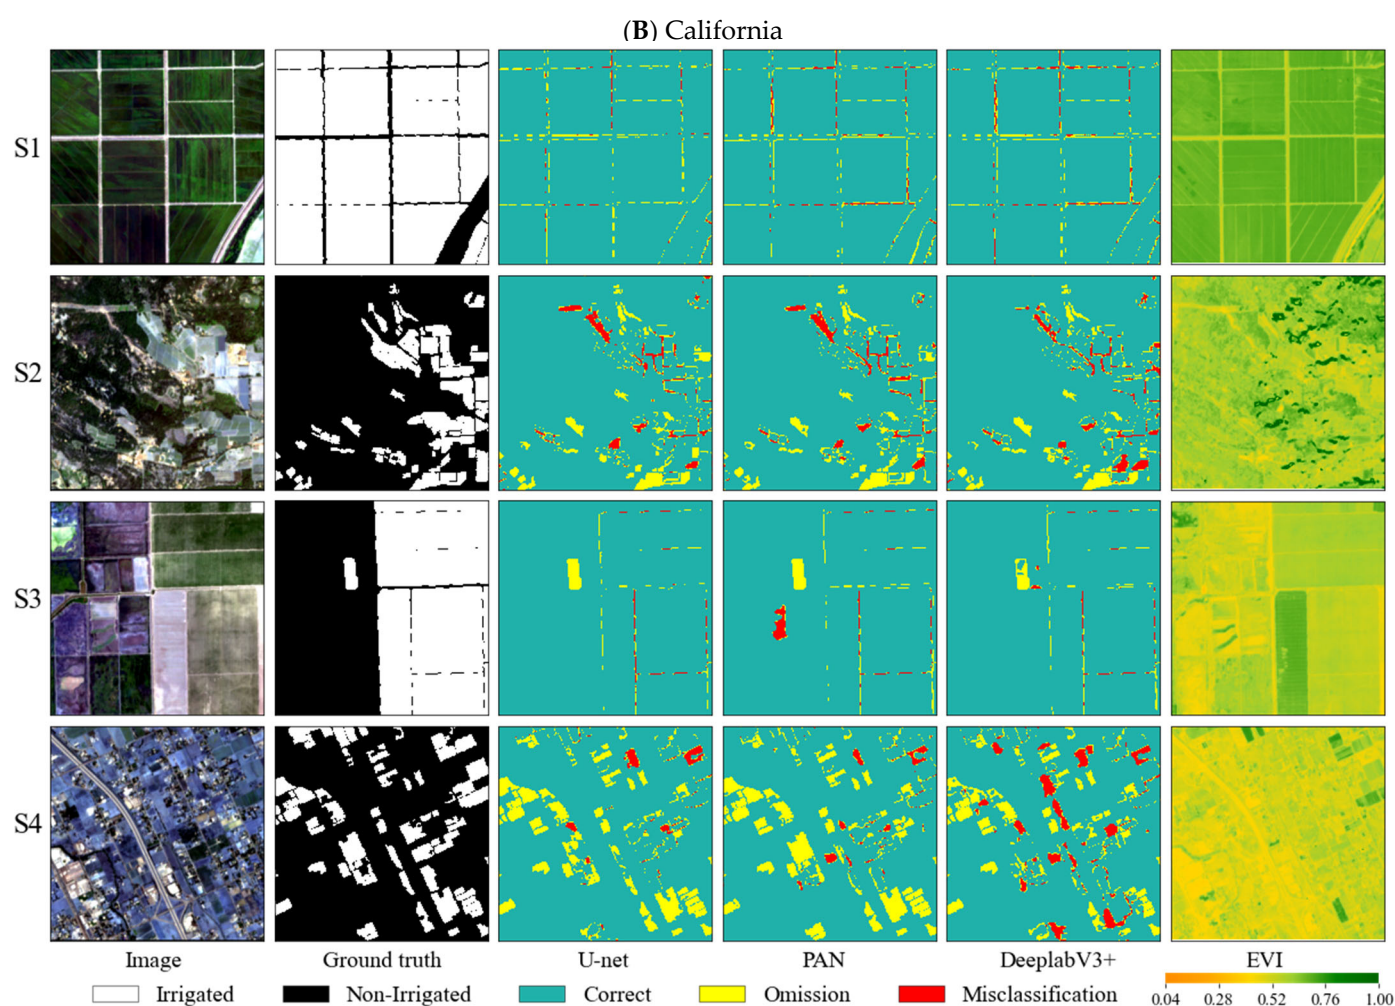 (B) California
S1
S2
S3
S4
Image Ground truth U-net PAN DeeplabV3+ EVI
Irrigated Non-Irrigated Correct Omission Misclassification
0.04 0.28 0.52 0.76 1.00